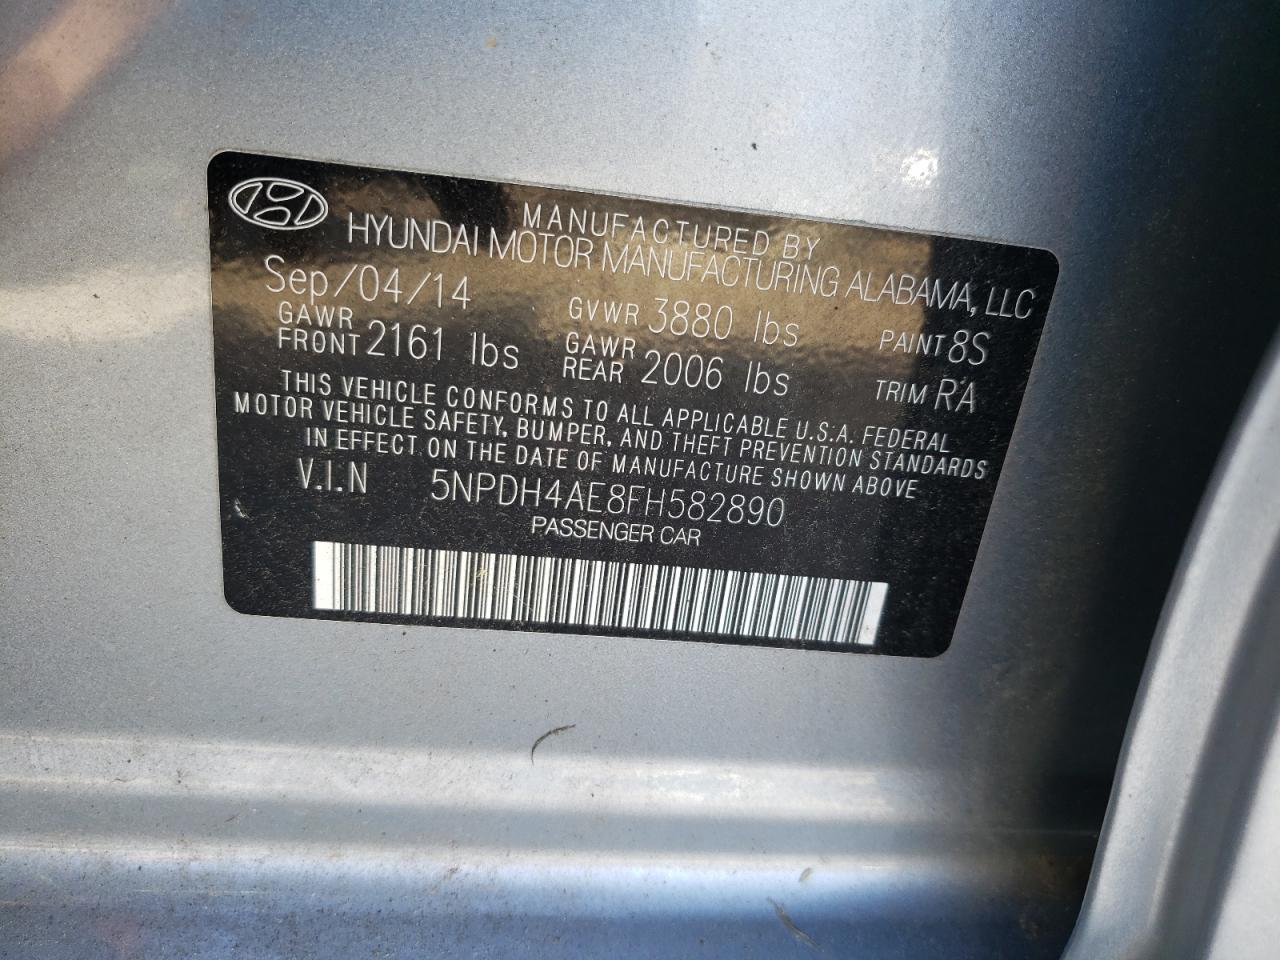 MANUFACTURED BY
HYUNDAI MOTOR MANUFACTURING ALABAMA, LLC
Sep/04/14 GVWR 3880 lbs PAINT 8S
GAWR FRONT 2161 lbs GAWR REAR 2006 lbs TRIM RA
THIS VEHICLE CONFORMS TO ALL APPLICABLE U.S.A. FEDERAL
MOTOR VEHICLE SAFETY, BUMPER, AND THEFT PREVENTION STANDARDS
IN EFFECT ON THE DATE OF MANUFACTURE SHOWN ABOVE
V.I.N 5NPDH4AE8FH582890
PASSENGER CAR